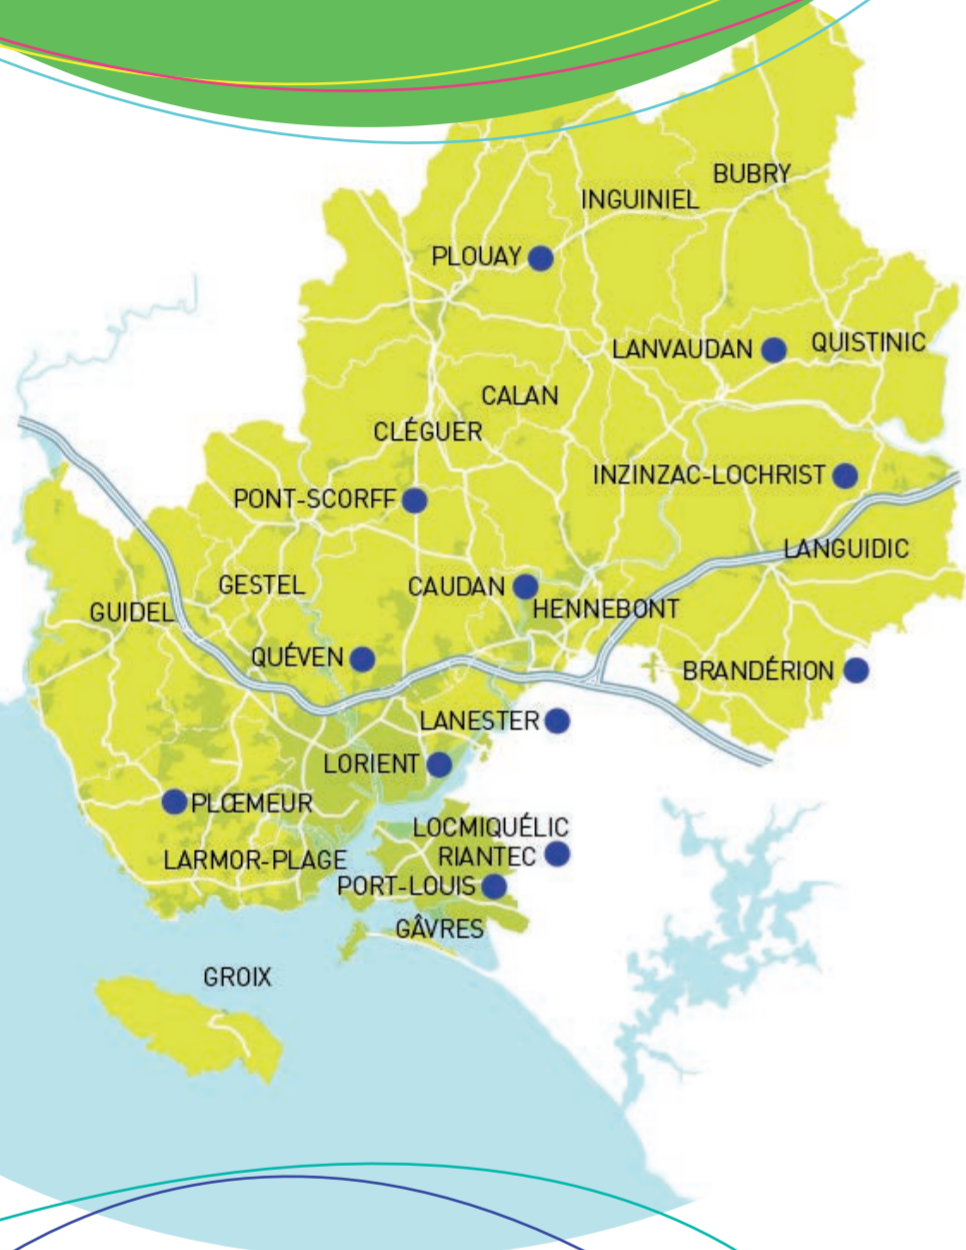 BUBRY
INGUINIEL
PLOUAY
LANVAUDAN
QUISTINIC
CALAN
CLÉGUER
INZINZAC-LOCHRIST
PONT-SCORFF
LANGUIDIC
GESTEL
CAUDAN
HENNEBONT
GUIDEL
QUÉVEN
BRANDÉRION
LANESTER
LORIENT
PLŒMEUR
LOCMIQUÉLIC
RIANTEC
LARMOR-PLAGE
PORT-LOUIS
GÂVRES
GROIX